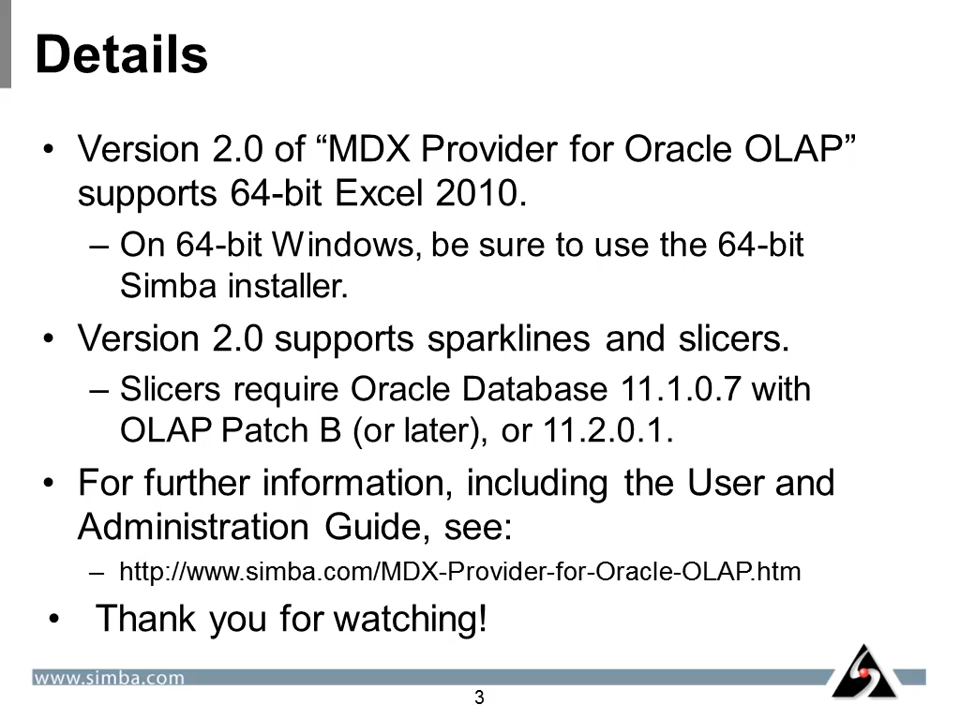 Details
• Version 2.0 of “MDX Provider for Oracle OLAP”
supports 64-bit Excel 2010.
– On 64-bit Windows, be sure to use the 64-bit
Simba installer.
• Version 2.0 supports sparklines and slicers.
– Slicers require Oracle Database 11.1.0.7 with
OLAP Patch B (or later), or 11.2.0.1.
• For further information, including the User and
Administration Guide, see:
– http://www.simba.com/MDX-Provider-for-Oracle-OLAP.htm
• Thank you for watching!
www.simba.com
3